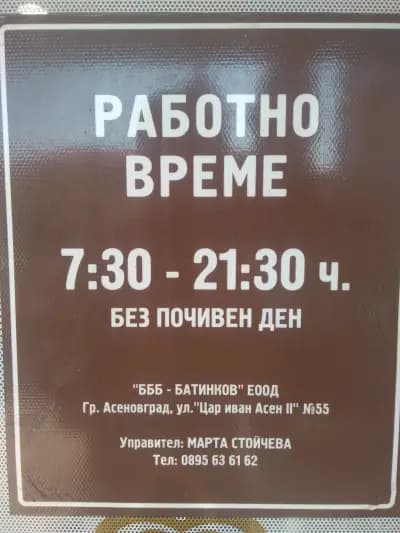 РАБОТНО
ВРЕМЕ
7:30 - 21:30 ч.
БЕЗ ПОЧИВЕН ДЕН
"БББ - БАТИНКОВ" ЕООД
Гр. Асеновград, ул."Цар иван Асен II" №55
Управител: МАРТА СТОЙЧЕВА
Тел: 0895 63 61 62